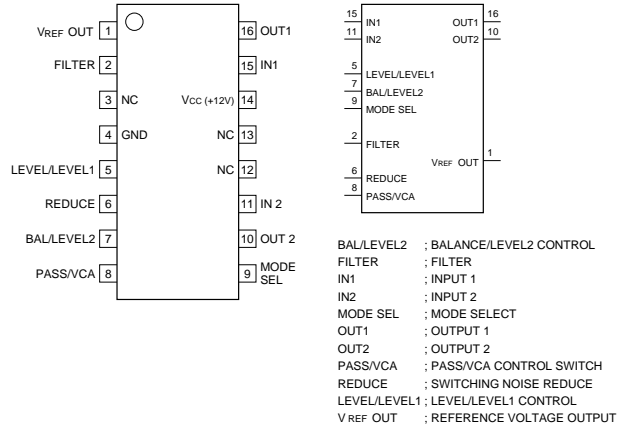 VREF OUT 1
FILTER 2
3 NC
4 GND
LEVEL/LEVEL1 5
REDUCE 6
BAL/LEVEL2 7
PASS/VCA 8
16 OUT1
15 IN1
VCC (+12V) 14
NC 13
NC 12
11 IN 2
10 OUT 2
9 MODE SEL
15 IN1
11 IN2
5 LEVEL/LEVEL1
7 BAL/LEVEL2
9 MODE SEL
2 FILTER
6 REDUCE
8 PASS/VCA
OUT1 16
OUT2 10
VREF OUT 1
BAL/LEVEL2 ; BALANCE/LEVEL2 CONTROL
FILTER ; FILTER
IN1 ; INPUT 1
IN2 ; INPUT 2
MODE SEL ; MODE SELECT
OUT1 ; OUTPUT 1
OUT2 ; OUTPUT 2
PASS/VCA ; PASS/VCA CONTROL SWITCH
REDUCE ; SWITCHING NOISE REDUCE
LEVEL/LEVEL1 ; LEVEL/LEVEL1 CONTROL
V REF OUT ; REFERENCE VOLTAGE OUTPUT